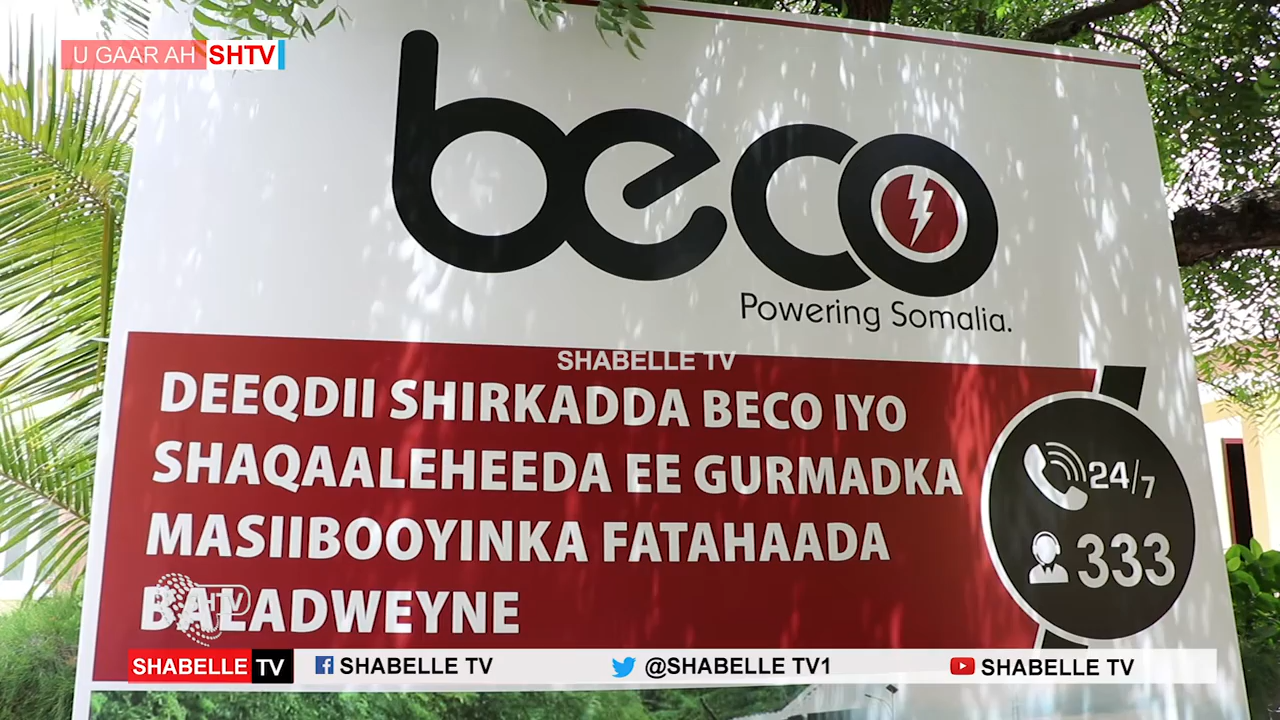 U GAAR AH SHTV
beco
Powering Somalia.
SHABELLE TV
DEEQDII SHIRKADDA BECO IYO
SHAQAALEHEEDA EE GURMADKA
MASIIBOOYINKA FATAHAADA
BALADWEYNE
24/7
333
SHTV
SHABELLE TV
SHABELLE TV
@SHABELLE TV1
SHABELLE TV